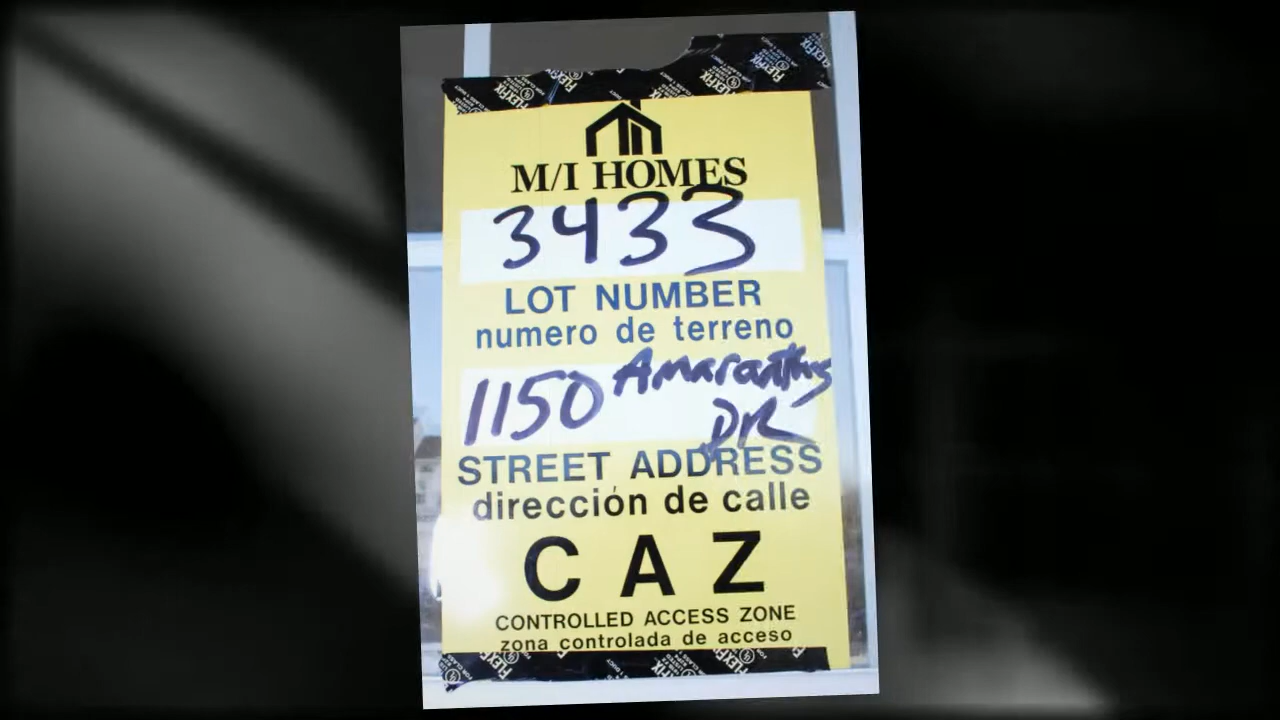 M/I HOMES
3433
LOT NUMBER
numero de terreno
1150 Amaranthus
DR
STREET ADDRESS
dirección de calle
C A Z
CONTROLLED ACCESS ZONE
zona controlada de acceso
FLEXFIX